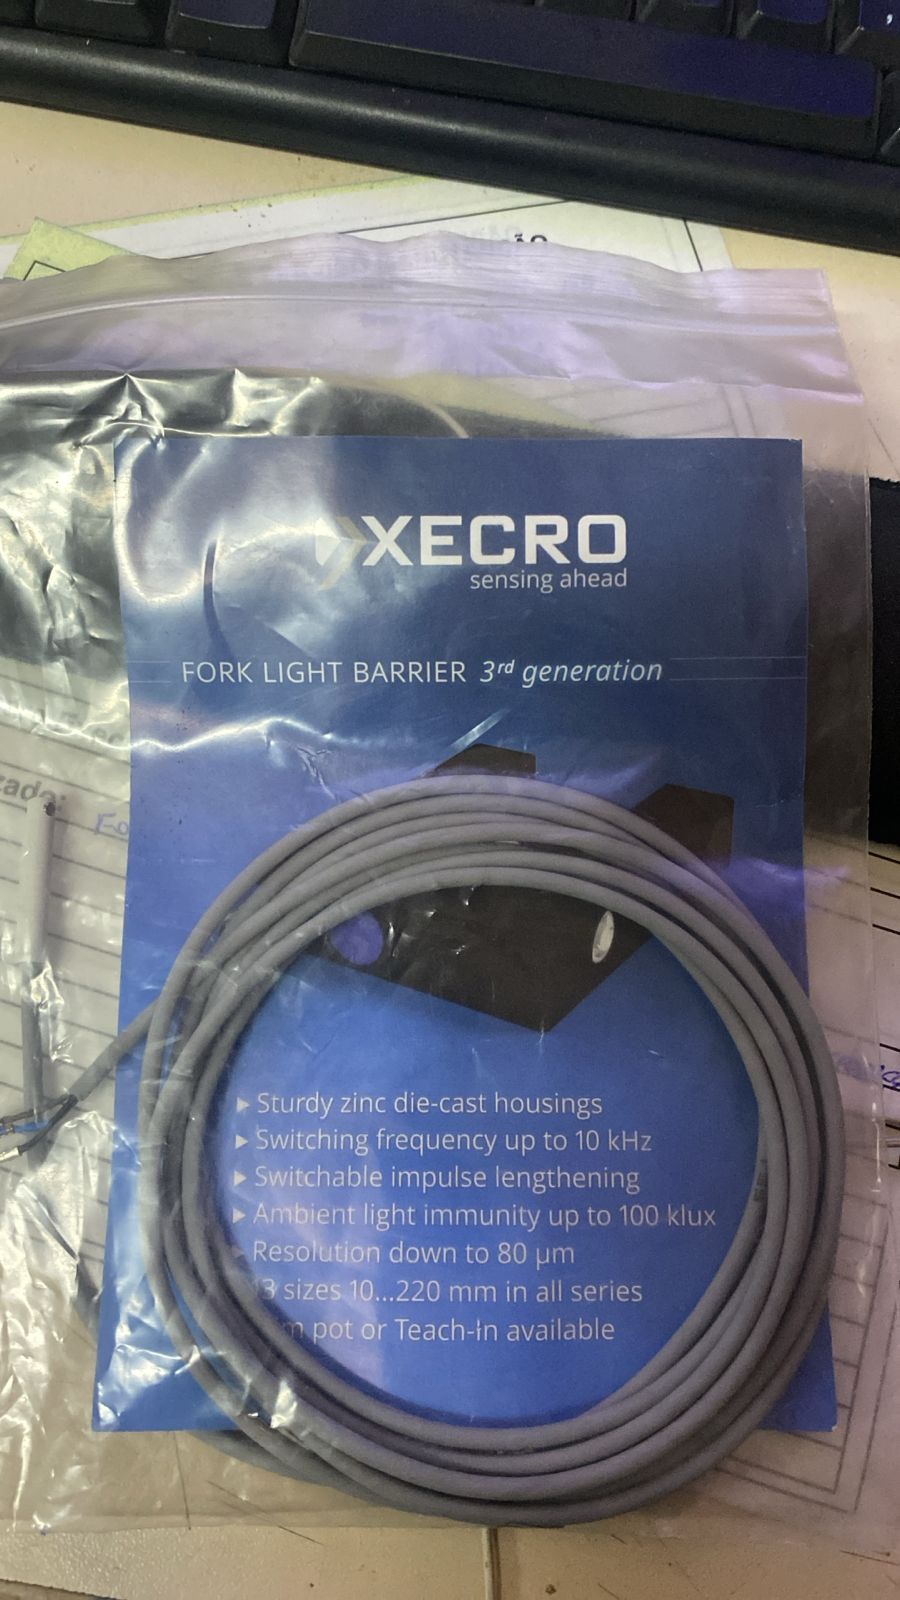 XECRO
sensing ahead
FORK LIGHT BARRIER 3rd generation
▸ Sturdy zinc die-cast housings
▸ Switching frequency up to 10 kHz
▸ Switchable impulse lengthening
▸ Ambient light immunity up to 100 klux
▸ Resolution down to 80 µm
13 sizes 10...220 mm in all series
pot or Teach-In available